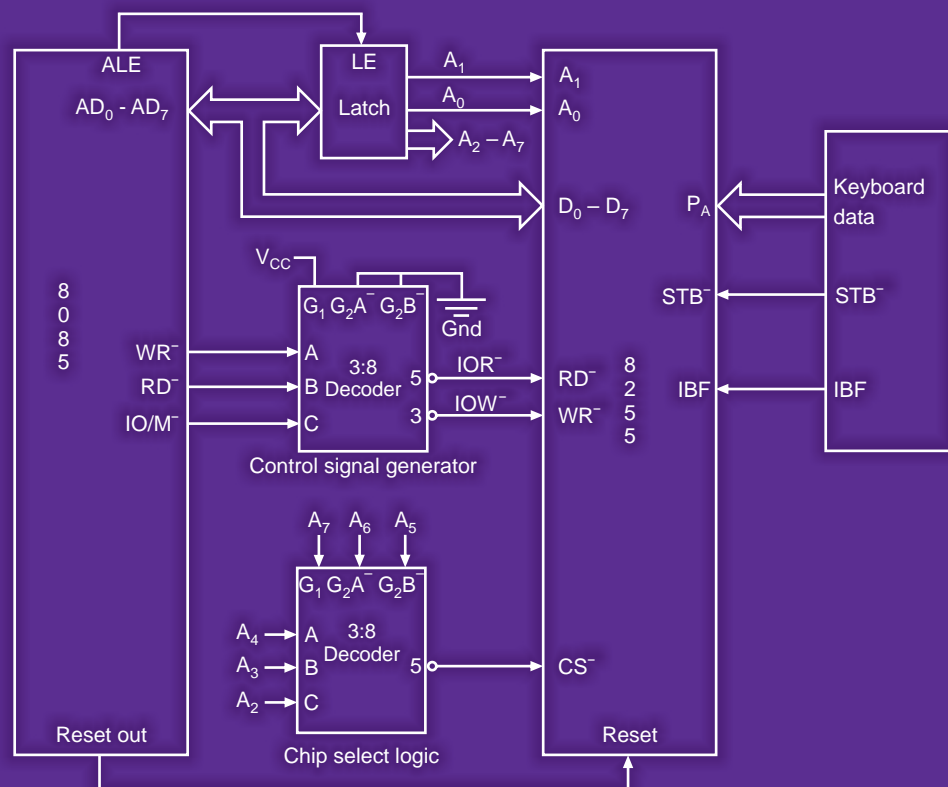 ALE
AD₀ - AD₇
8
0
8
5
WR⁻
RD⁻
IO/M⁻
Reset out
LE
Latch
A₁
A₀
A₂ – A₇
V_CC
G₁ G₂A⁻ G₂B⁻
Gnd
A
B
C
3:8
Decoder
5
3
IOR⁻
IOW⁻
Control signal generator
A₇ A₆ A₅
G₁ G₂A⁻ G₂B⁻
A₄
A₃
A₂
A
B
C
3:8
Decoder
5
Chip select logic
A₁
A₀
D₀ – D₇
P_A
STB⁻
RD⁻
WR⁻
IBF
8
2
5
5
CS⁻
Reset
Keyboard
data
STB⁻
IBF